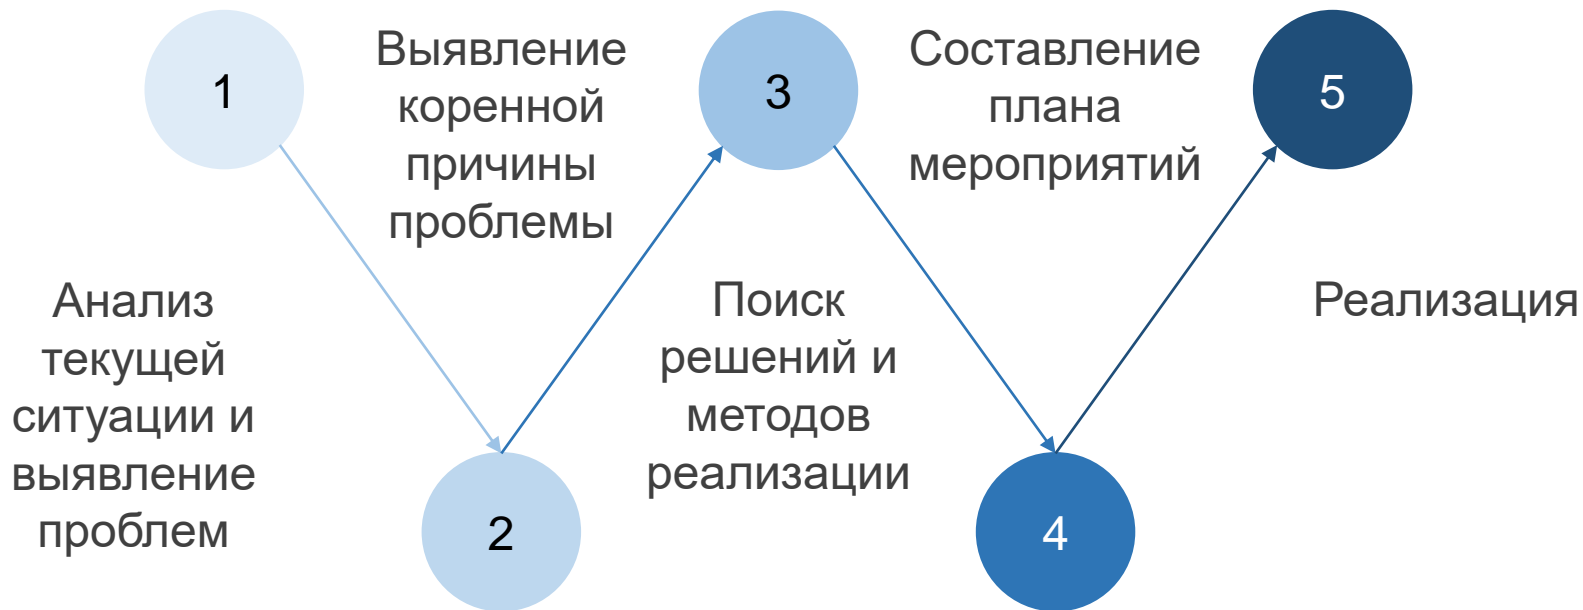 1
Анализ
текущей
ситуации и
выявление
проблем
2
Выявление
коренной
причины
проблемы
3
Поиск
решений и
методов
реализации
4
Составление
плана
мероприятий
5
Реализация